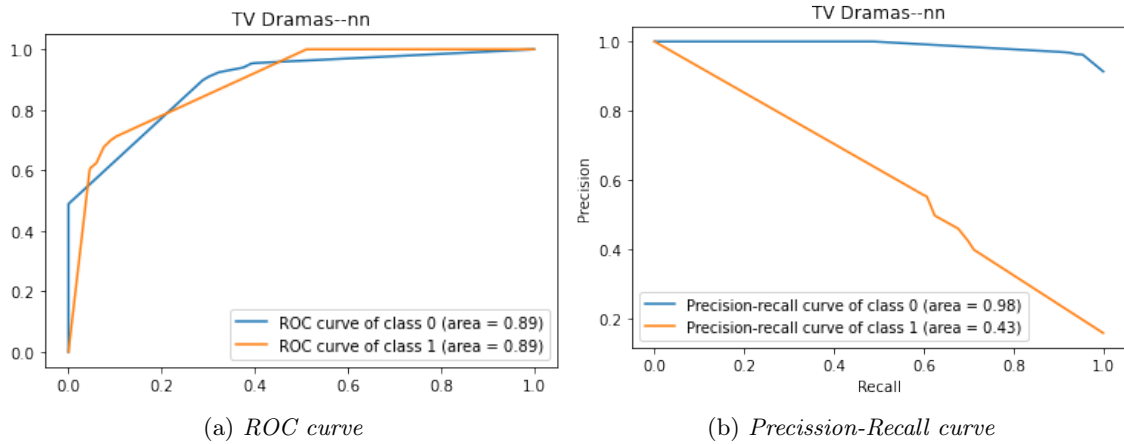 TV Dramas--nn
1.0
0.8
0.6
0.4
0.2
0.0
ROC curve of class 0 (area = 0.89)
ROC curve of class 1 (area = 0.89)
0.0 0.2 0.4 0.6 0.8 1.0
(a) ROC curve
TV Dramas--nn
1.0
0.8
0.6
0.4
0.2
Precision
Precision-recall curve of class 0 (area = 0.98)
Precision-recall curve of class 1 (area = 0.43)
0.0 0.2 0.4 0.6 0.8 1.0
Recall
(b) Precission-Recall curve